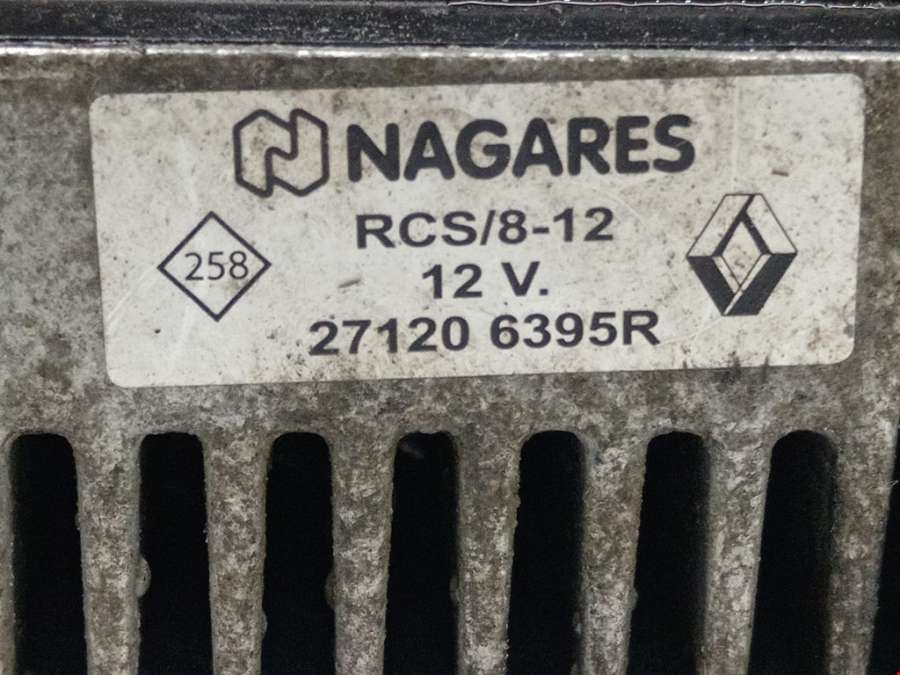 NAGARES
RCS/8-12
258
12 V.
27120 6395R